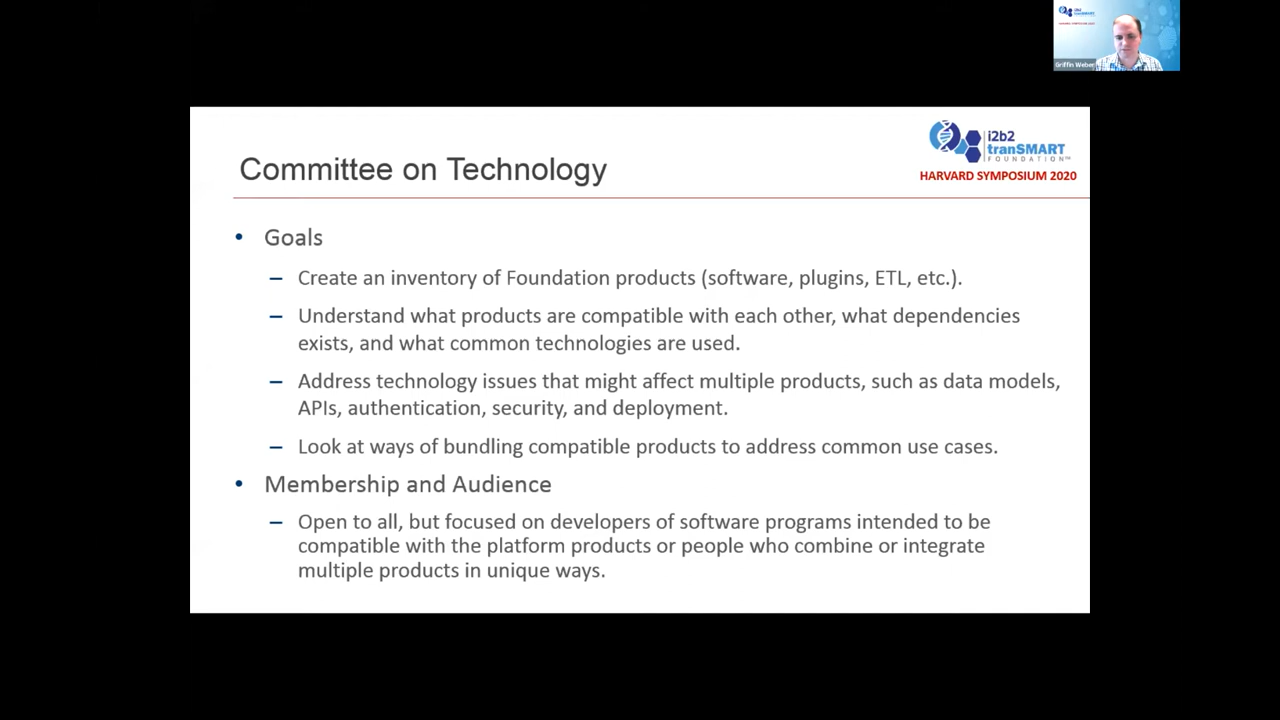 Griffin Weber
i2b2
tranSMART
FOUNDATION™
HARVARD SYMPOSIUM 2020
Committee on Technology
• Goals
– Create an inventory of Foundation products (software, plugins, ETL, etc.).
– Understand what products are compatible with each other, what dependencies
exists, and what common technologies are used.
– Address technology issues that might affect multiple products, such as data models,
APIs, authentication, security, and deployment.
– Look at ways of bundling compatible products to address common use cases.
• Membership and Audience
– Open to all, but focused on developers of software programs intended to be
compatible with the platform products or people who combine or integrate
multiple products in unique ways.